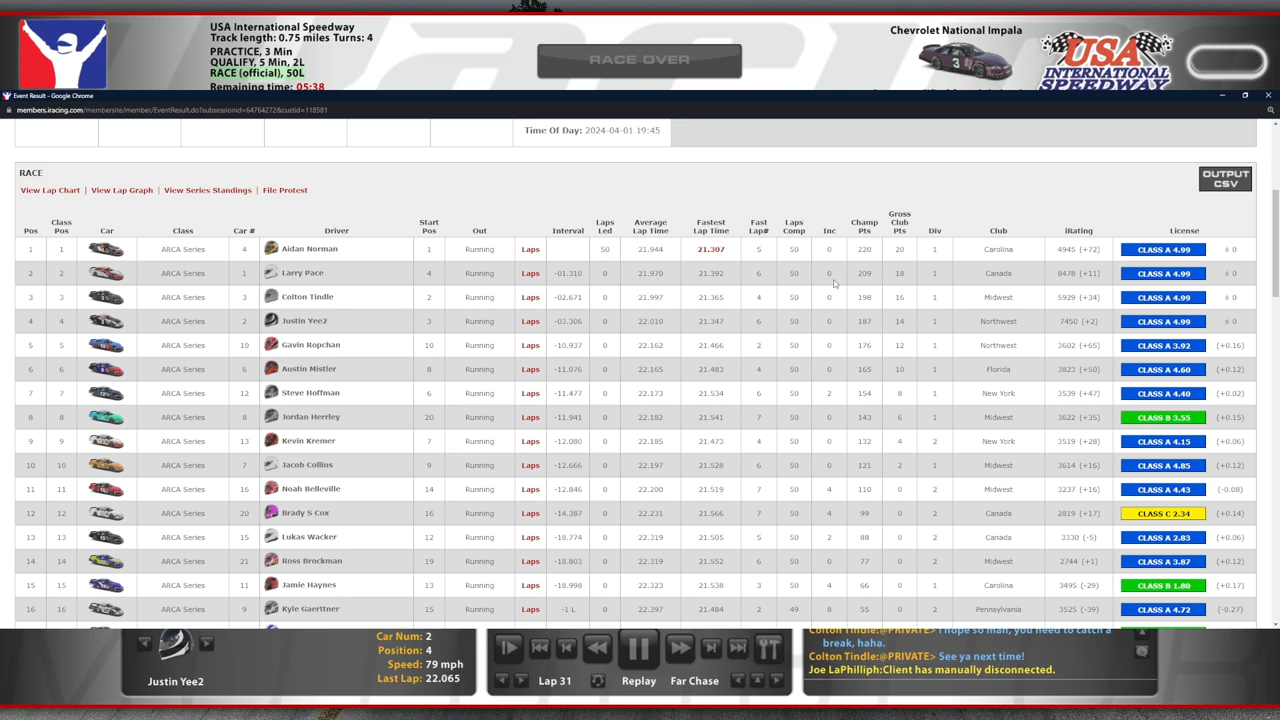 USA International Speedway
Track length: 0.75 miles Turns: 4
PRACTICE, 3 Min
QUALIFY, 5 Min, 2L
RACE (official), 50L
Remaining time: 05:38
RACE OVER
Chevrolet National Impala
3
USA
INTERNATIONAL
SPEEDWAY
Event Result - Google Chrome
members.iracing.com/membersite/member/EventResult.do?subsessionid=64764272&custid=118581
Time Of Day: 2024-04-01 19:45
RACE
View Lap Chart | View Lap Graph | View Series Standings | File Protest
OUTPUT CSV
Pos Class Pos Car Class Car # Driver Start Pos Out Interval Laps Led Average Lap Time Fastest Lap Time Fast Lap# Laps Comp Inc Champ Pts Gross Club Pts Div Club iRating License
1 1 ARCA Series 4 Aidan Norman 1 Running Laps 50 21.944 21.307 5 50 0 220 20 1 Carolina 4945 (+72) CLASS A 4.99 ± 0
2 2 ARCA Series 1 Larry Pace 4 Running Laps -01.310 0 21.970 21.392 6 50 0 209 18 1 Canada 8478 (+11) CLASS A 4.99 ± 0
3 3 ARCA Series 3 Colton Tindle 2 Running Laps -02.671 0 21.997 21.365 4 50 0 198 16 1 Midwest 5929 (+34) CLASS A 4.99 ± 0
4 4 ARCA Series 2 Justin Yee2 3 Running Laps -03.306 0 22.010 21.347 6 50 0 187 14 1 Northwest 7450 (+2) CLASS A 4.99 ± 0
5 5 ARCA Series 10 Gavin Ropchan 10 Running Laps -10.937 0 22.162 21.466 2 50 0 176 12 1 Northwest 3602 (+65) CLASS A 3.92 (+0.16)
6 6 ARCA Series 6 Austin Mistler 8 Running Laps -11.076 0 22.165 21.483 4 50 0 165 10 1 Florida 3823 (+50) CLASS A 4.60 (+0.12)
7 7 ARCA Series 12 Steve Hoffman 6 Running Laps -11.477 0 22.173 21.534 6 50 2 154 8 1 New York 3539 (+47) CLASS A 4.40 (+0.02)
8 8 ARCA Series 8 Jordan Herrley 20 Running Laps -11.941 0 22.182 21.541 7 50 0 143 6 1 Midwest 3622 (+35) CLASS B 3.55 (+0.15)
9 9 ARCA Series 13 Kevin Kremer 7 Running Laps -12.080 0 22.185 21.473 4 50 0 132 4 2 New York 3519 (+28) CLASS A 4.15 (+0.06)
10 10 ARCA Series 7 Jacob Collins 9 Running Laps -12.666 0 22.197 21.528 6 50 0 121 2 1 Midwest 3614 (+16) CLASS A 4.85 (+0.12)
11 11 ARCA Series 16 Noah Belleville 14 Running Laps -12.846 0 22.200 21.519 7 50 4 110 0 2 Midwest 3237 (+16) CLASS A 4.43 (-0.08)
12 12 ARCA Series 20 Brady S Cox 16 Running Laps -14.387 0 22.231 21.566 7 50 4 99 0 2 Canada 2819 (+17) CLASS C 2.34 (+0.14)
13 13 ARCA Series 15 Lukas Wacker 12 Running Laps -18.774 0 22.319 21.505 6 50 2 88 0 2 Canada 3330 (-5) CLASS A 2.83 (+0.06)
14 14 ARCA Series 21 Ross Brockman 11 Running Laps -18.803 0 22.319 21.552 6 50 0 77 0 2 Midwest 2744 (+1) CLASS A 3.87 (+0.12)
15 15 ARCA Series 11 Jamie Haynes 13 Running Laps -18.998 0 22.323 21.538 3 50 4 66 0 1 Carolina 3495 (-29) CLASS B 1.80 (+0.17)
16 16 ARCA Series 9 Kyle Gaerttner 15 Running Laps -1 L 0 22.397 21.484 2 49 8 55 0 2 Pennsylvania 3525 (-39) CLASS A 4.72 (-0.27)
Justin Yee2
Car Num: 2
Position: 4
Speed: 79 mph
Last Lap: 22.065
Lap 31 Replay Far Chase
Colton Tindle:@PRIVATE> I hope so man, you need to catch a
break, haha.
Colton Tindle:@PRIVATE> See ya next time!
Joe LaPhilliph:Client has manually disconnected.